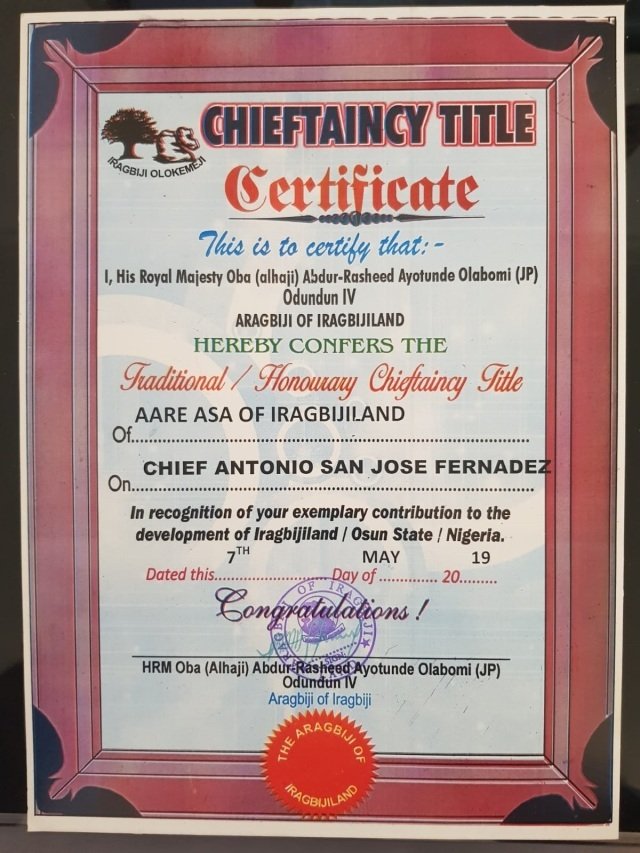 CHIEFTAINCY TITLE
IRAGBIJI OLOKEMEJI
Certificate
This is to certify that:-
I, His Royal Majesty Oba (alhaji) Abdur-Rasheed Ayotunde Olabomi (JP)
Odundun IV
ARAGBIJI OF IRAGBIJILAND
HEREBY CONFERS THE
Traditional / Honourary Chieftaincy Title
AARE ASA OF IRAGBIJILAND
Of
CHIEF ANTONIO SAN JOSE FERNADEZ
On
In recognition of your exemplary contribution to the
development of Iragbijiland / Osun State / Nigeria.
7TH MAY 19
Dated this Day of 20
Congratulations !
HRM Oba (Alhaji) Abdur-Rasheed Ayotunde Olabomi (JP)
Odundun IV
Aragbiji of Iragbiji
THE ARAGBIJI OF
IRAGBIJILAND